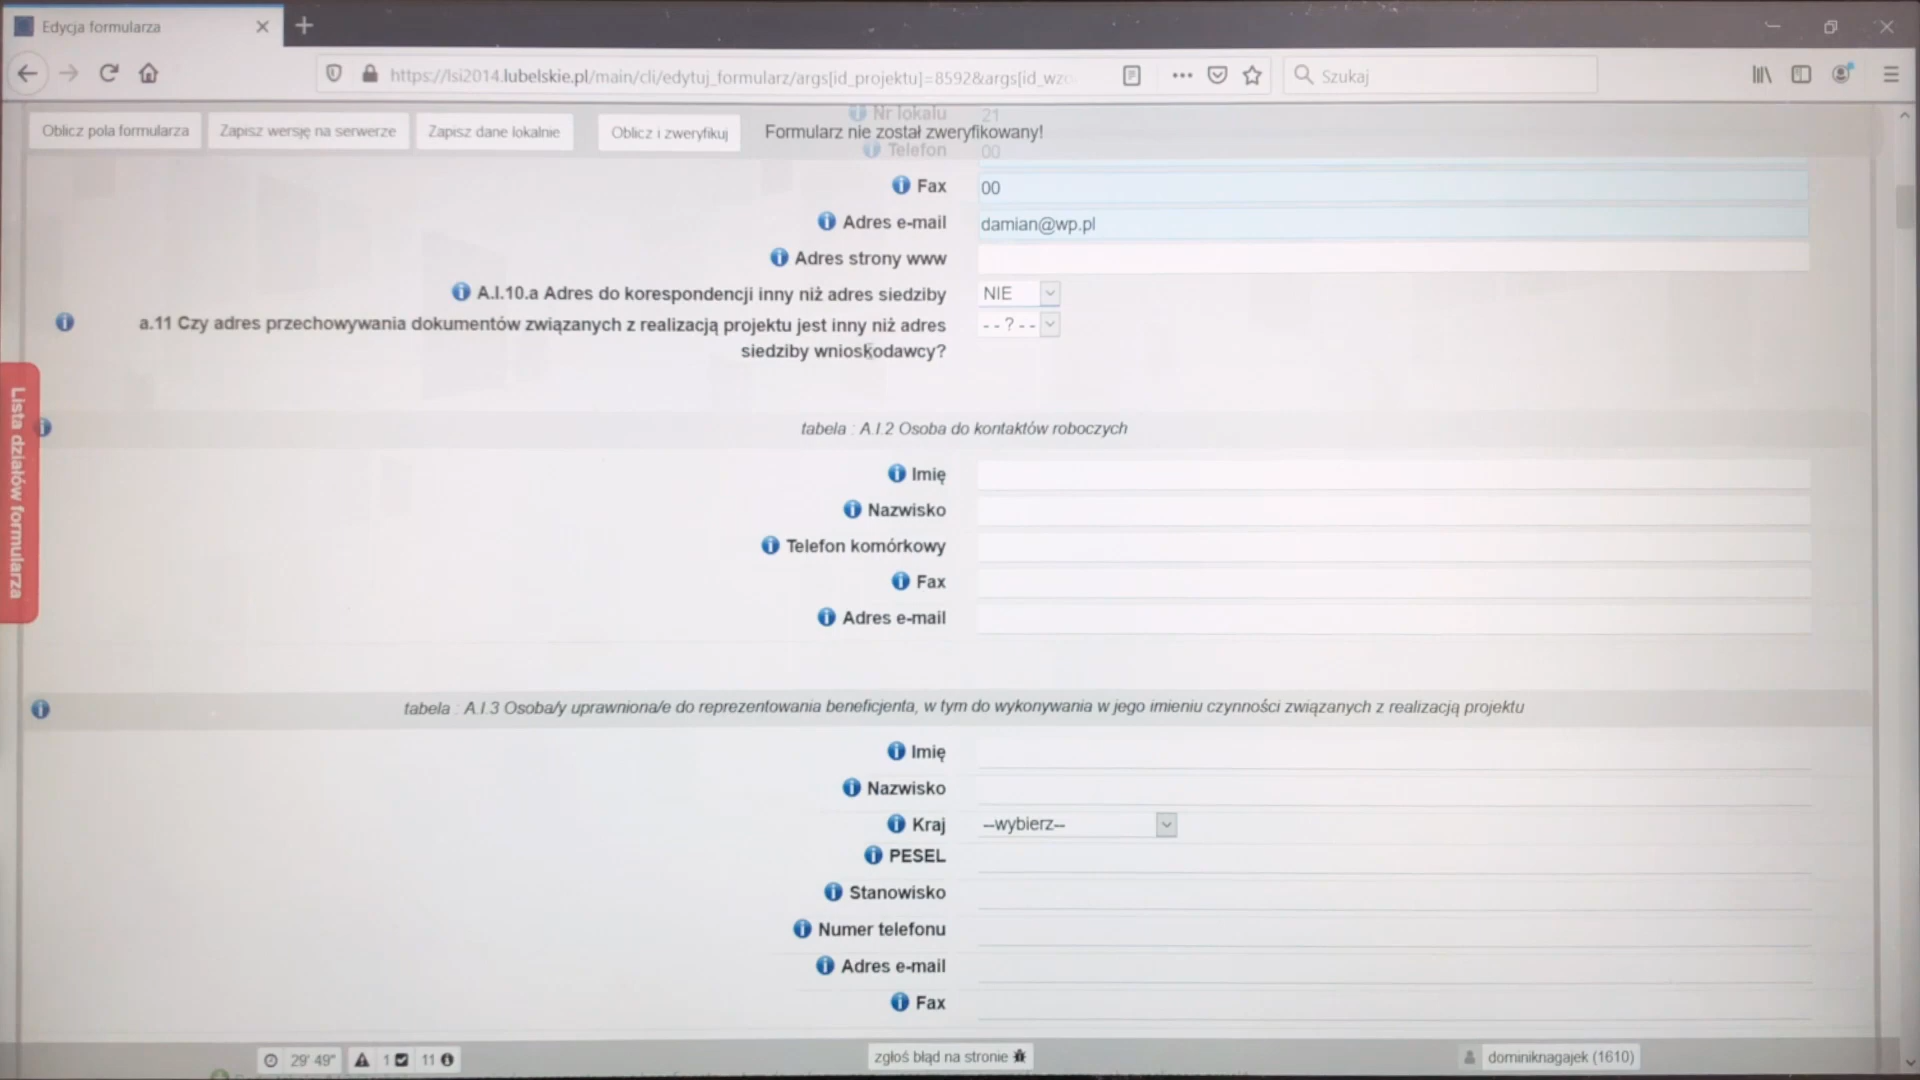 Edycja formularza
https://lsi2014.lubelskie.pl/main/cli/edytuj_formularz/args[id_projektu]=8592&args[id_wzo
Szukaj
Oblicz pola formularza
Zapisz wersję na serwerze
Zapisz dane lokalnie
Oblicz i zweryfikuj
Formularz nie został zweryfikowany!
Nr lokalu 21
Telefon 00
Fax 00
Adres e-mail damian@wp.pl
Adres strony www
A.I.10.a Adres do korespondencji inny niż adres siedziby NIE
a.11 Czy adres przechowywania dokumentów związanych z realizacją projektu jest inny niż adres - - ? - -
siedziby wnioskodawcy?
Lista działów formularza
tabela : A.I.2 Osoba do kontaktów roboczych
Imię
Nazwisko
Telefon komórkowy
Fax
Adres e-mail
tabela : A.I.3 Osoba/y uprawniona/e do reprezentowania beneficjenta, w tym do wykonywania w jego imieniu czynności związanych z realizacją projektu
Imię
Nazwisko
Kraj --wybierz--
PESEL
Stanowisko
Numer telefonu
Adres e-mail
Fax
29' 49" 1 11
zgłoś błąd na stronie
dominiknagajek (1610)